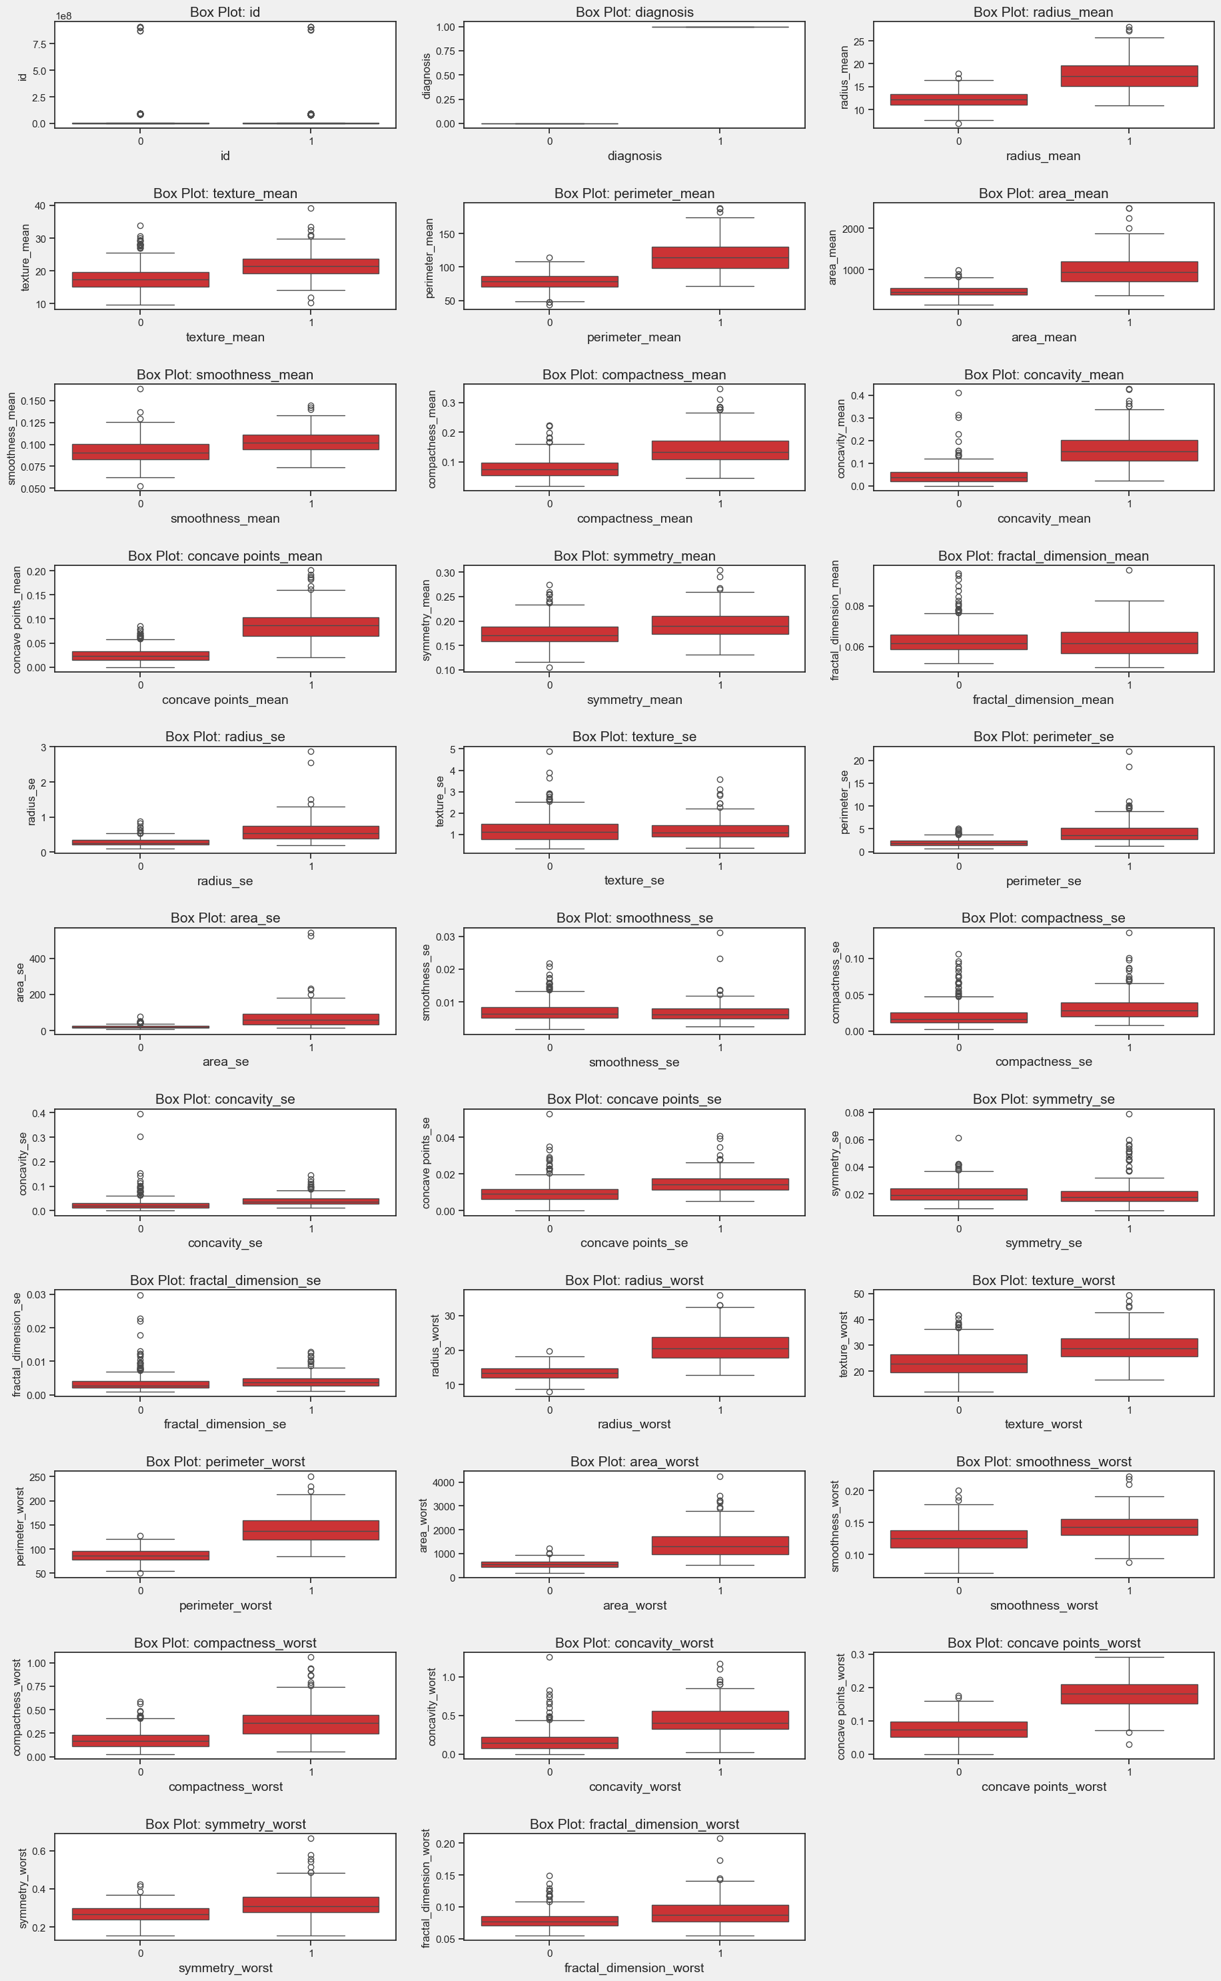 Box Plot: id
Box Plot: diagnosis
Box Plot: radius_mean
1e8
7.5
5.0
2.5
0.0
id
0
1
id
1.00
0.75
0.50
0.25
0.00
diagnosis
0
1
diagnosis
25
20
15
10
radius_mean
0
1
radius_mean
Box Plot: texture_mean
Box Plot: perimeter_mean
Box Plot: area_mean
40
30
20
10
texture_mean
0
1
texture_mean
150
100
50
perimeter_mean
0
1
perimeter_mean
2000
1000
area_mean
0
1
area_mean
Box Plot: smoothness_mean
Box Plot: compactness_mean
Box Plot: concavity_mean
0.150
0.125
0.100
0.075
0.050
smoothness_mean
0
1
smoothness_mean
0.3
0.2
0.1
compactness_mean
0
1
compactness_mean
0.4
0.3
0.2
0.1
0.0
concavity_mean
0
1
concavity_mean
Box Plot: concave points_mean
Box Plot: symmetry_mean
Box Plot: fractal_dimension_mean
0.20
0.15
0.10
0.05
0.00
concave points_mean
0
1
concave points_mean
0.30
0.25
0.20
0.15
0.10
symmetry_mean
0
1
symmetry_mean
0.08
0.06
fractal_dimension_mean
0
1
fractal_dimension_mean
Box Plot: radius_se
Box Plot: texture_se
Box Plot: perimeter_se
3
2
1
0
radius_se
0
1
radius_se
5
4
3
2
1
texture_se
0
1
texture_se
20
15
10
5
0
perimeter_se
0
1
perimeter_se
Box Plot: area_se
Box Plot: smoothness_se
Box Plot: compactness_se
400
200
0
area_se
0
1
area_se
0.03
0.02
0.01
smoothness_se
0
1
smoothness_se
0.10
0.05
0.00
compactness_se
0
1
compactness_se
Box Plot: concavity_se
Box Plot: concave points_se
Box Plot: symmetry_se
0.4
0.3
0.2
0.1
0.0
concavity_se
0
1
concavity_se
0.04
0.02
0.00
concave points_se
0
1
concave points_se
0.08
0.06
0.04
0.02
symmetry_se
0
1
symmetry_se
Box Plot: fractal_dimension_se
Box Plot: radius_worst
Box Plot: texture_worst
0.03
0.02
0.01
0.00
fractal_dimension_se
0
1
fractal_dimension_se
30
20
10
radius_worst
0
1
radius_worst
50
40
30
20
texture_worst
0
1
texture_worst
Box Plot: perimeter_worst
Box Plot: area_worst
Box Plot: smoothness_worst
250
200
150
100
50
perimeter_worst
0
1
perimeter_worst
4000
3000
2000
1000
0
area_worst
0
1
area_worst
0.20
0.15
0.10
smoothness_worst
0
1
smoothness_worst
Box Plot: compactness_worst
Box Plot: concavity_worst
Box Plot: concave points_worst
1.00
0.75
0.50
0.25
0.00
compactness_worst
0
1
compactness_worst
1.0
0.5
0.0
concavity_worst
0
1
concavity_worst
0.3
0.2
0.1
0.0
concave points_worst
0
1
concave points_worst
Box Plot: symmetry_worst
Box Plot: fractal_dimension_worst
0.6
0.4
0.2
symmetry_worst
0
1
symmetry_worst
0.20
0.15
0.10
0.05
fractal_dimension_worst
0
1
fractal_dimension_worst